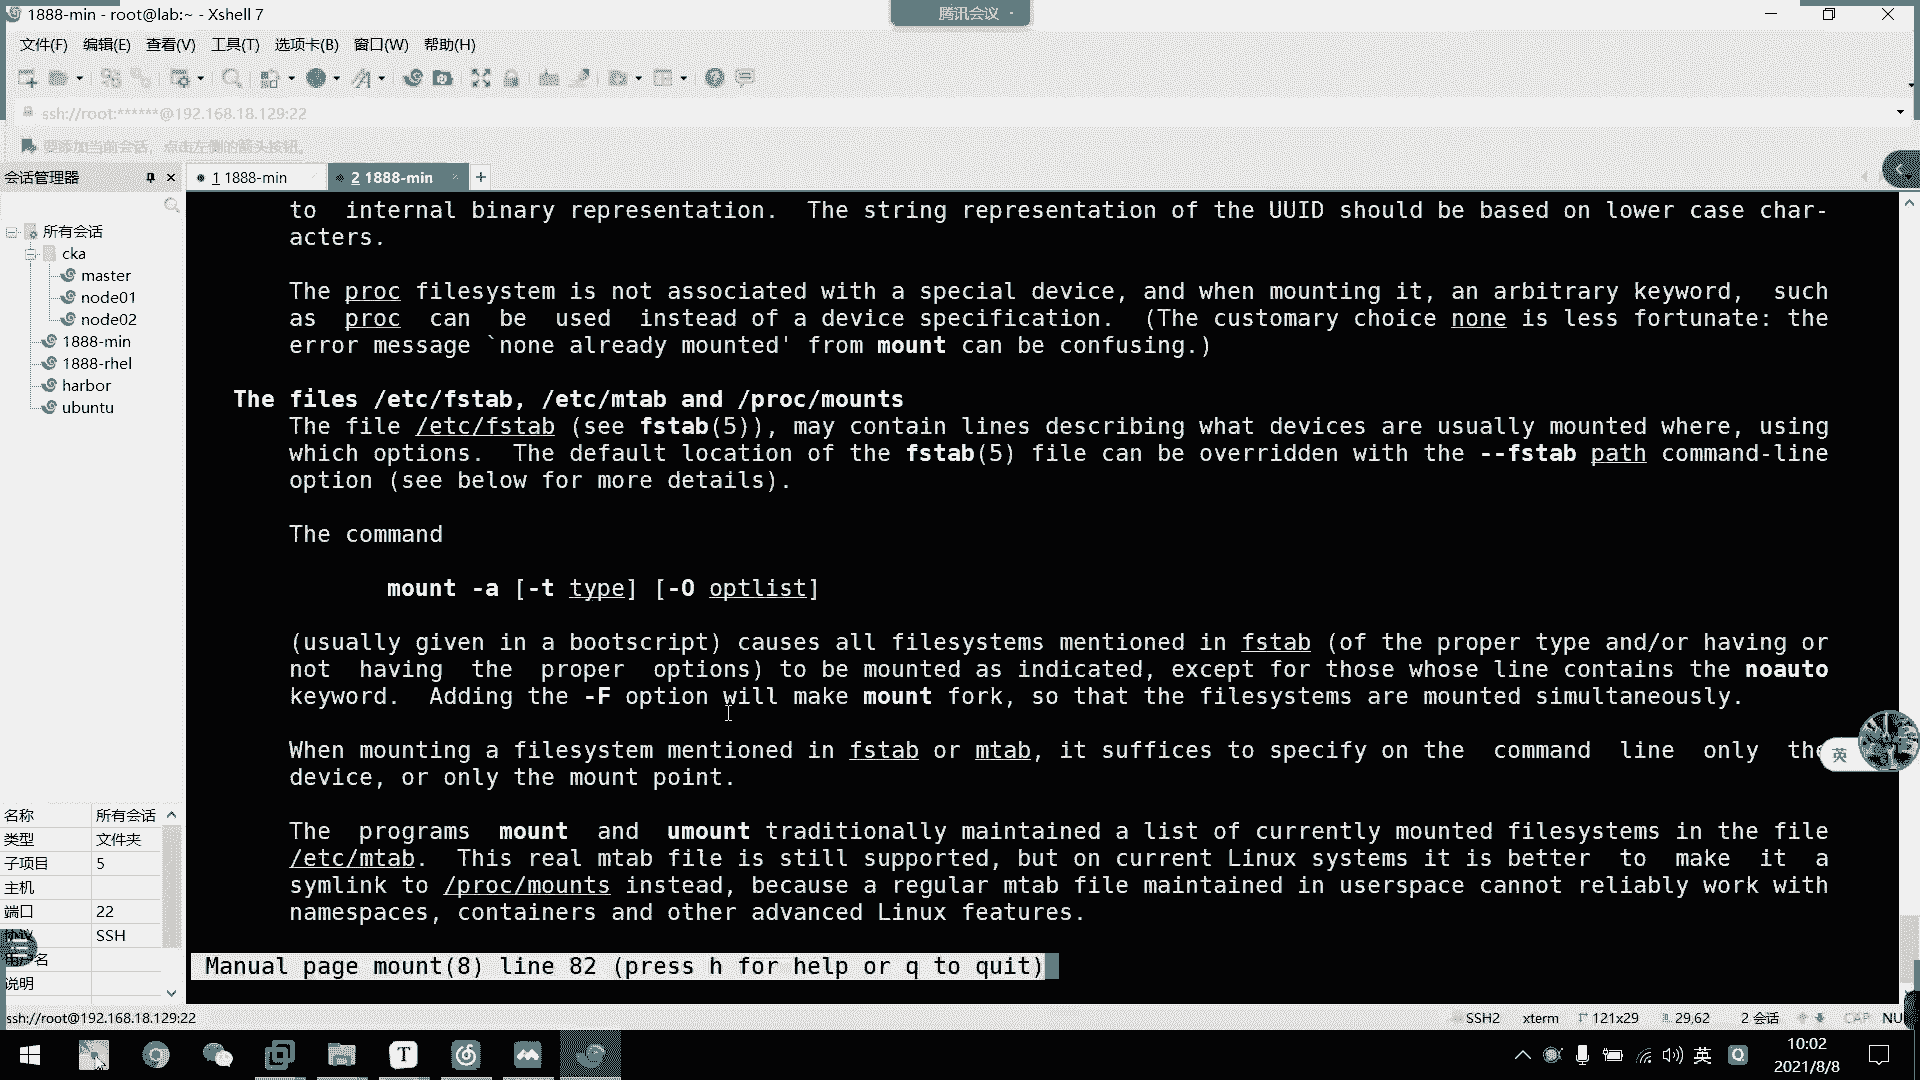 1888-min - root@lab:~ - Xshell 7
腾讯会议
文件(F) 编辑(E) 查看(V) 工具(T) 选项卡(B) 窗口(W) 帮助(H)
ssh://root:******@192.168.18.129:22
要添加当前会话，点击左侧的箭头按钮。
会话管理器
1 1888-min
2 1888-min
所有会话
cka
master
node01
node02
1888-min
1888-rhel
harbor
ubuntu
to  internal binary representation.  The string representation of the UUID should be based on lower case char-
acters.
The proc filesystem is not associated with a special device, and when mounting it, an arbitrary keyword,  such
as  proc  can  be  used  instead of a device specification.  (The customary choice none is less fortunate: the
error message `none already mounted' from mount can be confusing.)
The files /etc/fstab, /etc/mtab and /proc/mounts
The file /etc/fstab (see fstab(5)), may contain lines describing what devices are usually mounted where, using
which options.  The default location of the fstab(5) file can be overridden with the --fstab path command-line
option (see below for more details).
The command
mount -a [-t type] [-O optlist]
(usually given in a bootscript) causes all filesystems mentioned in fstab (of the proper type and/or having or
not  having  the  proper  options) to be mounted as indicated, except for those whose line contains the noauto
keyword.  Adding the -F option will make mount fork, so that the filesystems are mounted simultaneously.
When mounting a filesystem mentioned in fstab or mtab, it suffices to specify on the  command  line  only  the
device, or only the mount point.
The  programs  mount  and  umount traditionally maintained a list of currently mounted filesystems in the file
/etc/mtab.  This real mtab file is still supported, but on current Linux systems it is better  to  make  it  a
symlink to /proc/mounts instead, because a regular mtab file maintained in userspace cannot reliably work with
namespaces, containers and other advanced Linux features.
Manual page mount(8) line 82 (press h for help or q to quit)
英
名称 所有会话
类型 文件夹
子项目 5
主机
端口 22
协议 SSH
用户名
说明
ssh://root@192.168.18.129:22
SSH2 xterm 121x29 29,62 2 会话 CAP NU
英
10:02
2021/8/8